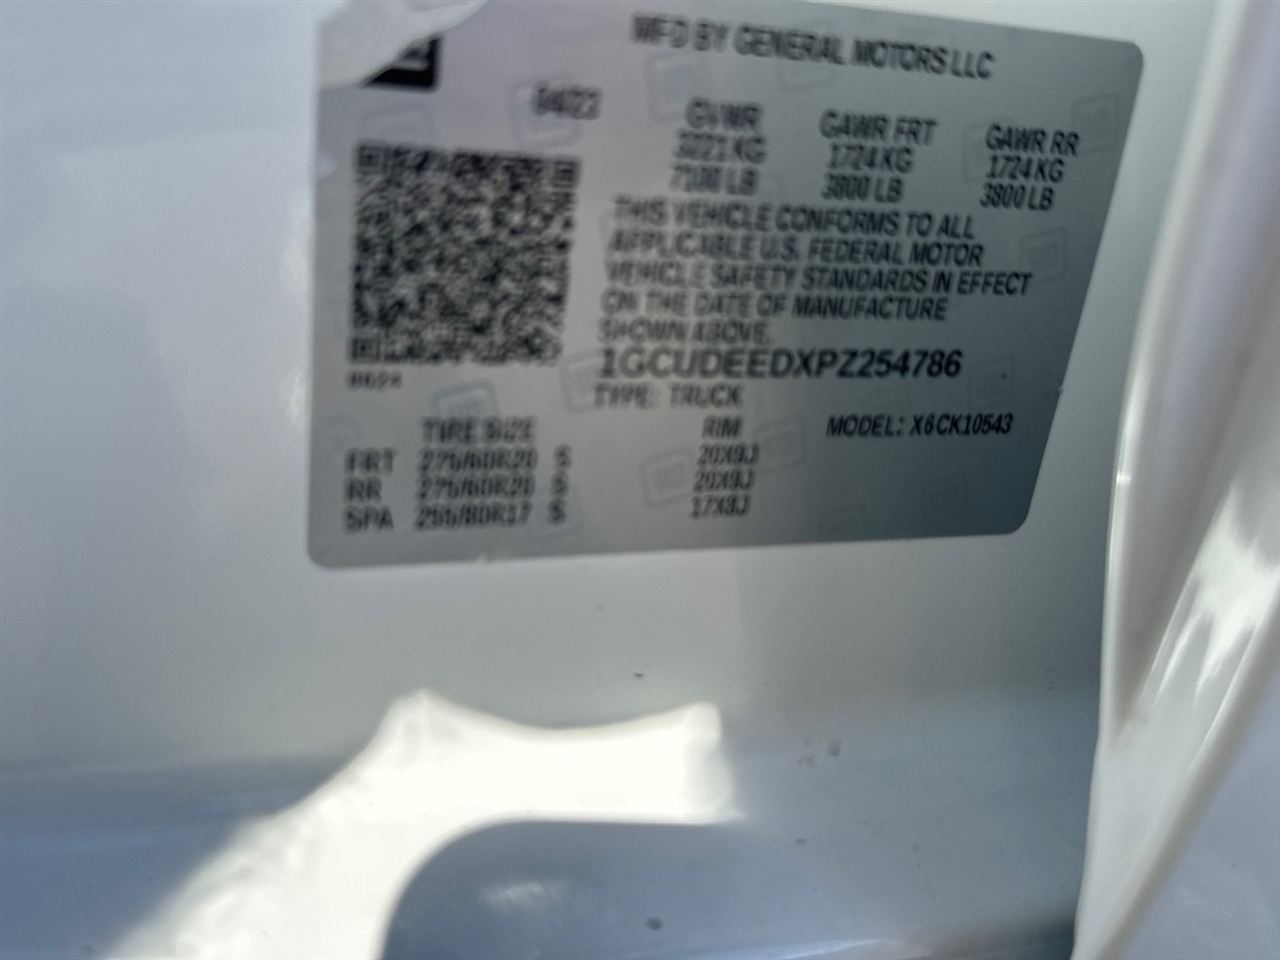 MFD BY GENERAL MOTORS LLC
04/23
GVWR GAWR FRT GAWR RR
3221 KG 1724 KG 1724 KG
7100 LB 3800 LB 3800 LB
THIS VEHICLE CONFORMS TO ALL
APPLICABLE U.S. FEDERAL MOTOR
VEHICLE SAFETY STANDARDS IN EFFECT
ON THE DATE OF MANUFACTURE
SHOWN ABOVE.
1GCUDEEDXPZ254786
TYPE: TRUCK
MODEL: X6CK10543
TIRE SIZE RIM
FRT 275/60R20 S 20X9J
RR 275/60R20 S 20X9J
SPA 255/80R17 S 17X8J